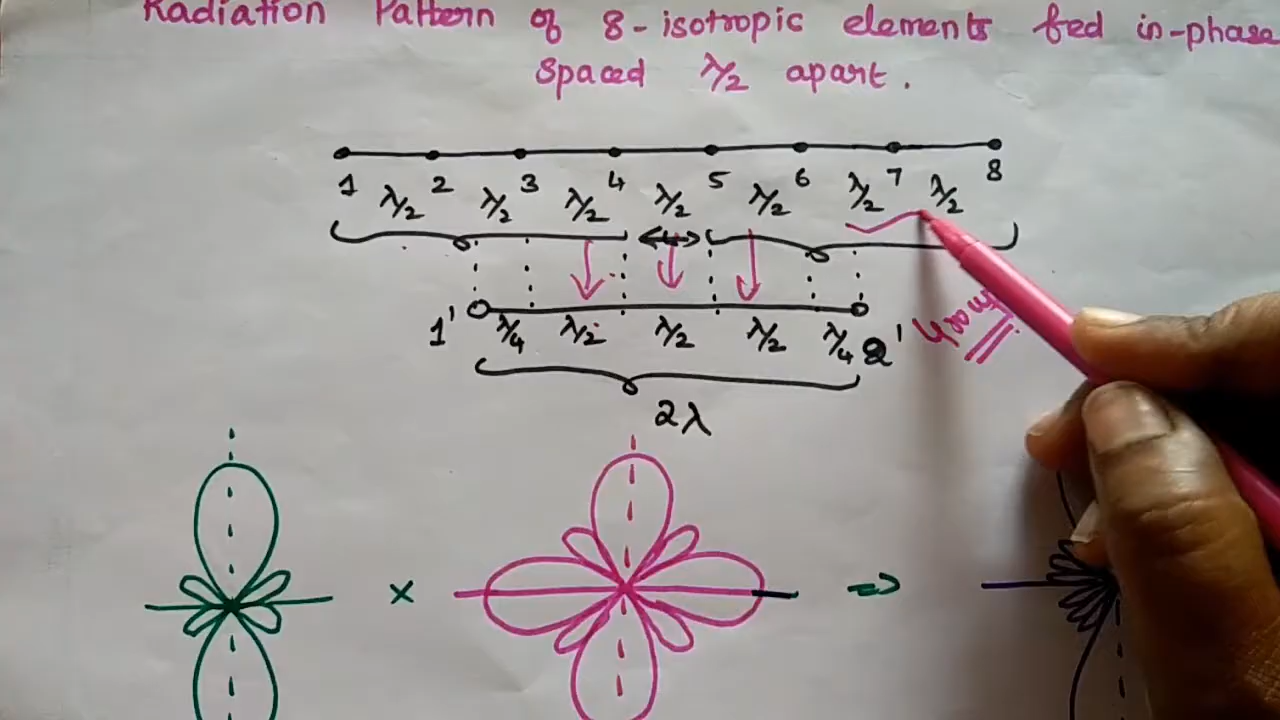 Radiation Pattern of 8-isotropic elements fed in-phase
Spaced λ/2 apart.
1 λ/2 2 λ/2 3 λ/2 4 λ/2 5 λ/2 6 λ/2 7 λ/2 8
1' λ/4 λ/2 λ/2 λ/2 λ/4 2'
2λ
× ⇒